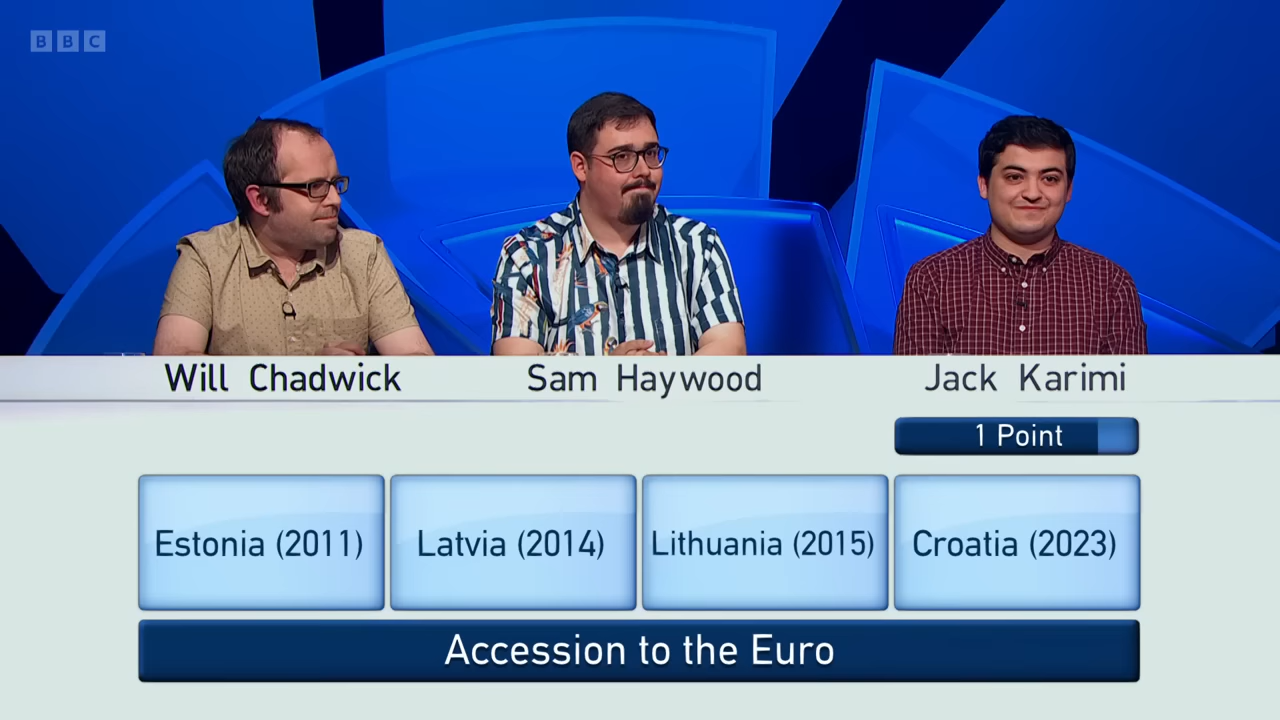 BBC
Will Chadwick
Sam Haywood
Jack Karimi
1 Point
Estonia (2011)
Latvia (2014)
Lithuania (2015)
Croatia (2023)
Accession to the Euro